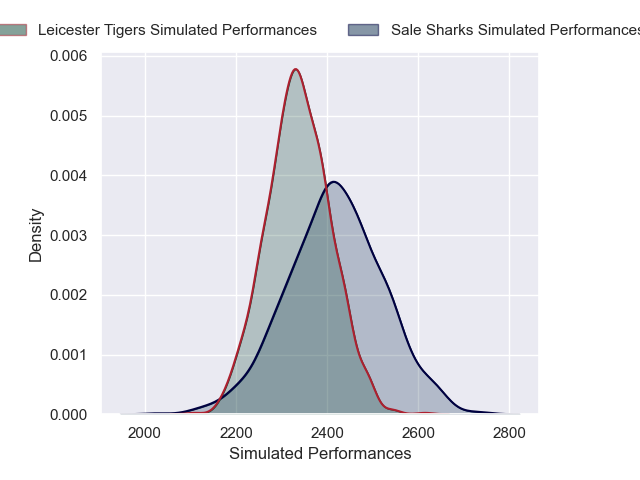 Leicester Tigers Simulated Performances
Sale Sharks Simulated Performances
0.006
0.005
0.004
0.003
0.002
0.001
0.000
Density
2000 2200 2400 2600 2800
Simulated Performances